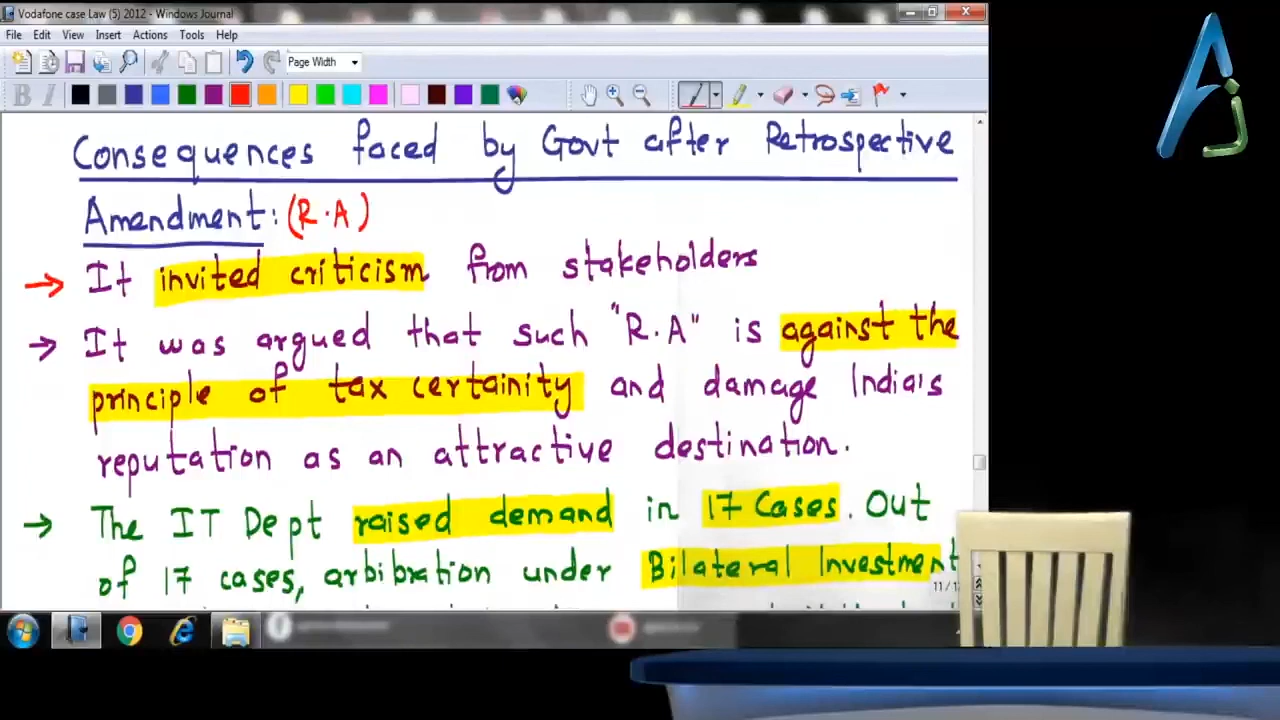 Vodafone case Law (5) 2012 - Windows Journal
File Edit View Insert Actions Tools Help
Page Width
B I
Consequences faced by Govt after Retrospective
Amendment: (R.A)
→ It invited criticism from stakeholders
→ It was argued that such "R.A" is against the
principle of tax certainity and damage India's
reputation as an attractive destination.
→ The IT Dept raised demand in 17 Cases. Out
of 17 cases, arbibration under Bilateral Investment